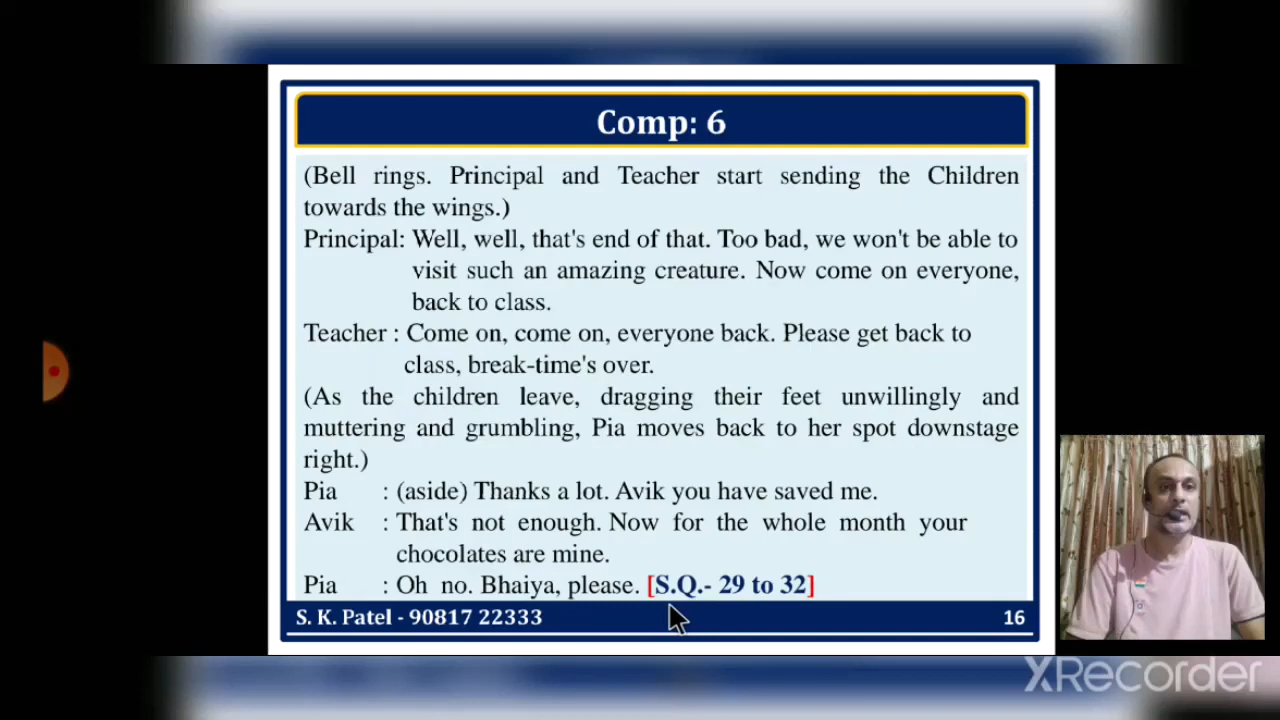 Comp: 6
(Bell rings. Principal and Teacher start sending the Children
towards the wings.)
Principal: Well, well, that's end of that. Too bad, we won't be able to
visit such an amazing creature. Now come on everyone,
back to class.
Teacher : Come on, come on, everyone back. Please get back to
class, break-time's over.
(As the children leave, dragging their feet unwillingly and
muttering and grumbling, Pia moves back to her spot downstage
right.)
Pia : (aside) Thanks a lot. Avik you have saved me.
Avik : That's not enough. Now for the whole month your
chocolates are mine.
Pia : Oh no. Bhaiya, please. [S.Q.- 29 to 32]
S. K. Patel - 90817 22333 16
XRecorder